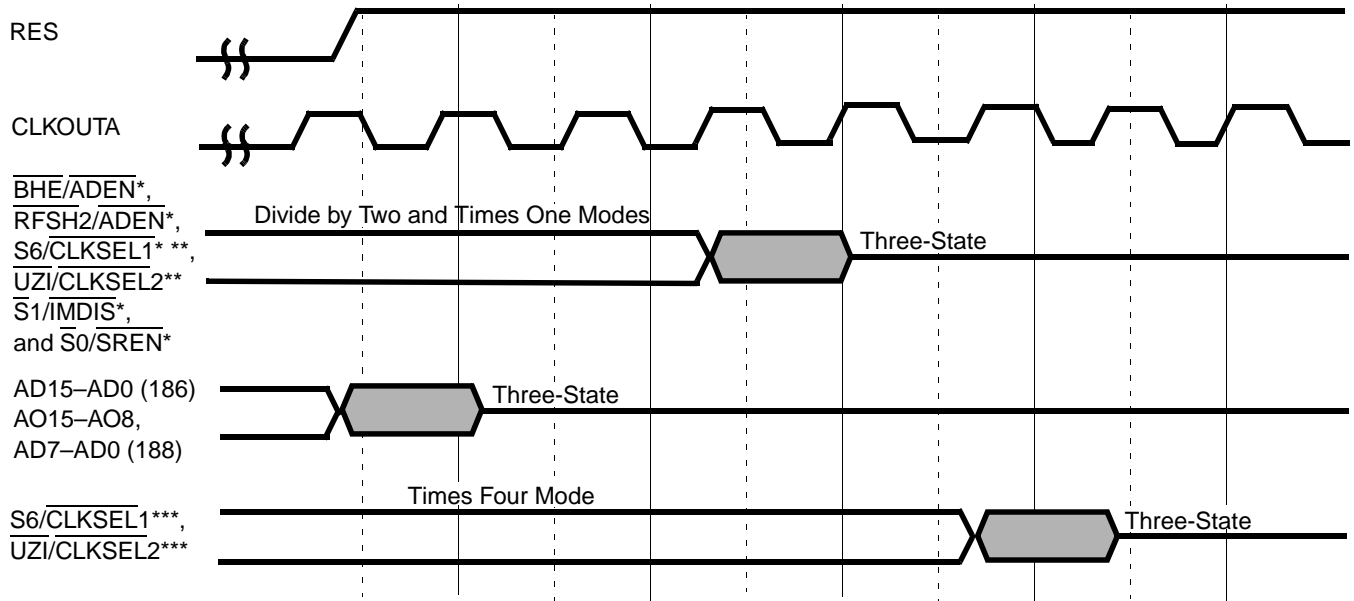 RES
CLKOUTA
BHE/ADEN*,
RFSH2/ADEN*,
S6/CLKSEL1* **,
UZI/CLKSEL2**
S1/IMDIS*,
and S0/SREN*
Divide by Two and Times One Modes
Three-State
AD15–AD0 (186)
AO15–AO8,
AD7–AD0 (188)
Three-State
S6/CLKSEL1***,
UZI/CLKSEL2***
Times Four Mode
Three-State